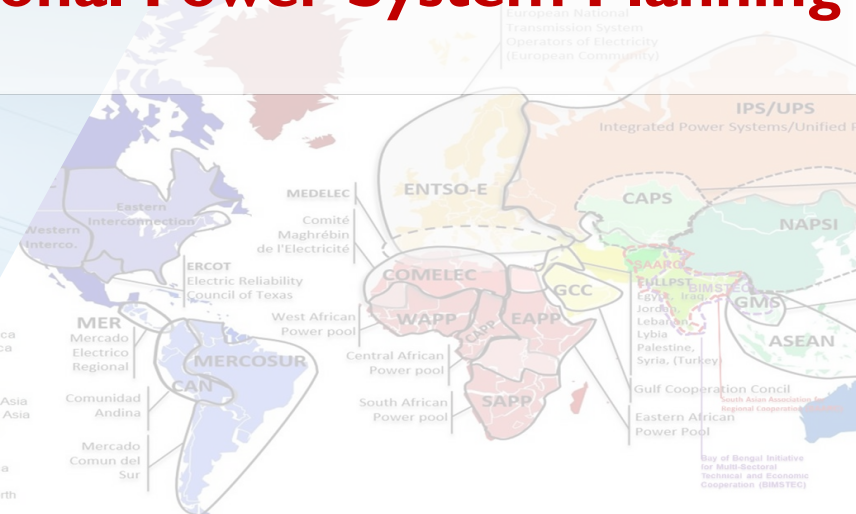 onal Power System Planning
European National
Transmission System
Operators of Electricity
(European Community)
IPS/UPS
Integrated Power Systems/Unified P
ENTSO-E
MEDELEC
CAPS
NAPSI
Eastern
Interconnection
Western
Interco.
Comité
Maghrébin
de l'Electricité
ERCOT
Electric Reliability
Council of Texas
COMELEC
SAARC
GCC
BIMSTEC
GMS
Egypt, Iraq,
Jordan
Lebanon
Lybia
Palestine,
Syria, (Turkey)
West African
Power pool
WAPP
CAPP
EAPP
MER
Mercado
Electrico
Regional
ASEAN
MERCOSUR
Central African
Power pool
CAN
Gulf Cooperation Concil
Comunidad
Andina
South African
Power pool
SAPP
South Asian Association for
Regional Cooperation
Eastern African
Power Pool
Mercado
Comun del
Sur
Bay of Bengal Initiative
for Multi-Sectoral
Technical and Economic
Cooperation (BIMSTEC)
ca
ca
Asia
Asia
a
rth